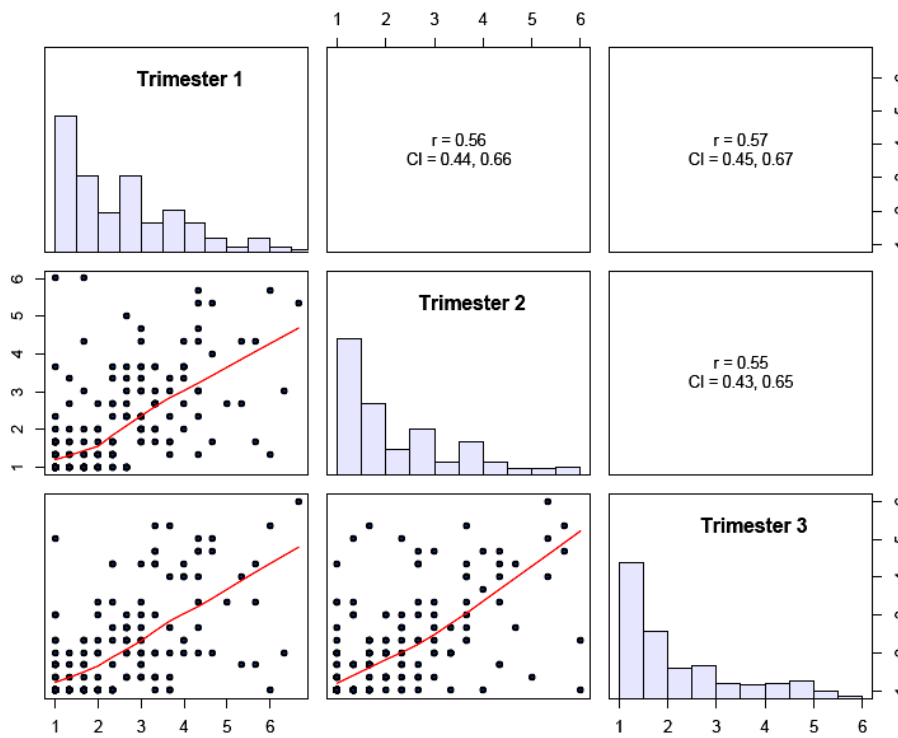 1 2 3 4 5 6
Trimester 1
r = 0.56
CI = 0.44, 0.66
r = 0.57
CI = 0.45, 0.67
6
5
4
3
2
1
Trimester 2
r = 0.55
CI = 0.43, 0.65
Trimester 3
1 2 3 4 5 6
1 2 3 4 5 6